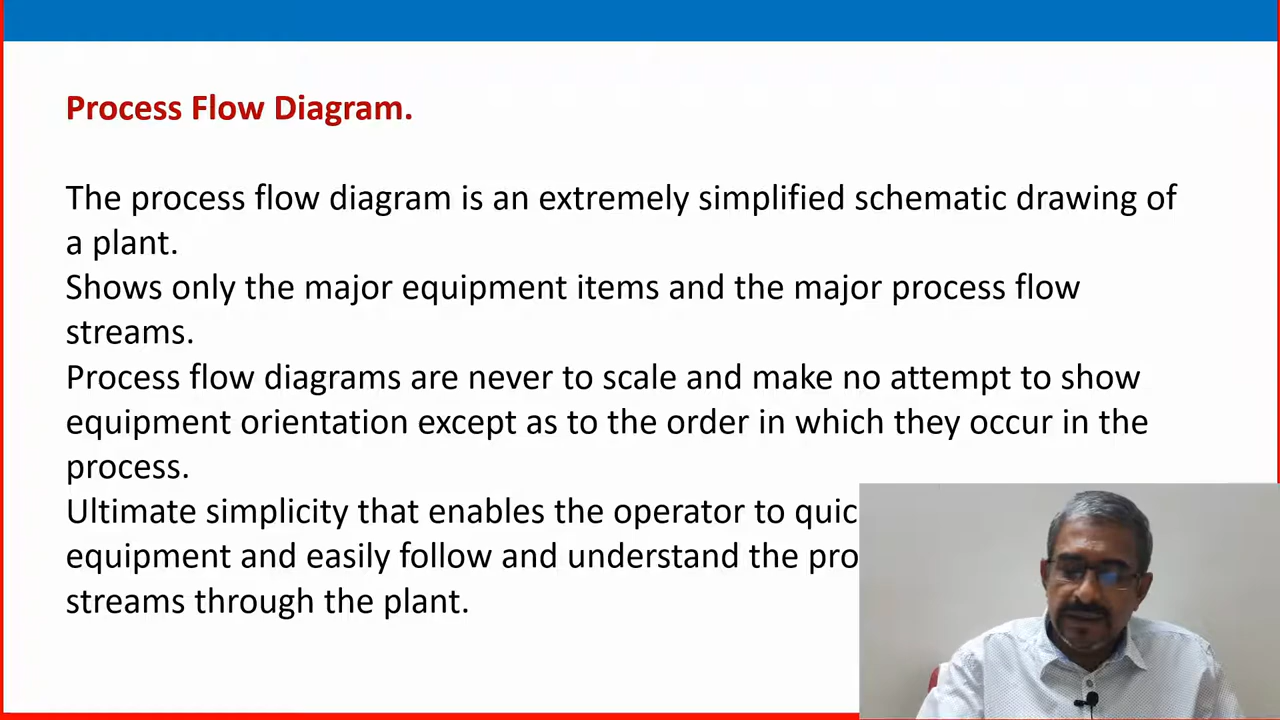 Process Flow Diagram.
The process flow diagram is an extremely simplified schematic drawing of
a plant.
Shows only the major equipment items and the major process flow
streams.
Process flow diagrams are never to scale and make no attempt to show
equipment orientation except as to the order in which they occur in the
process.
Ultimate simplicity that enables the operator to
equipment and easily follow and understand the
streams through the plant.